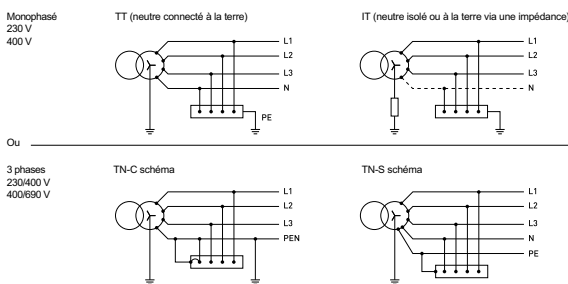 Monophasé
230 V
400 V
TT (neutre connecté à la terre)
L1
L2
L3
N
PE
IT (neutre isolé ou à la terre via une impédance)
L1
L2
L3
N
Ou
3 phases
230/400 V
400/690 V
TN-C schéma
L1
L2
L3
PEN
TN-S schéma
L1
L2
L3
N
PE